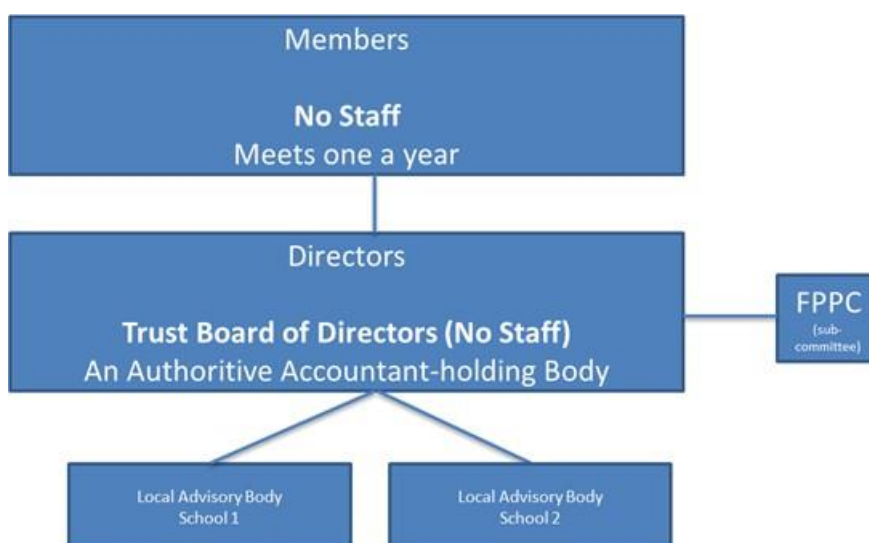 Members
No Staff
Meets one a year
Directors
Trust Board of Directors (No Staff)
An Authoritive Accountant-holding Body
FPPC
(sub-
committee)
Local Advisory Body
School 1
Local Advisory Body
School 2